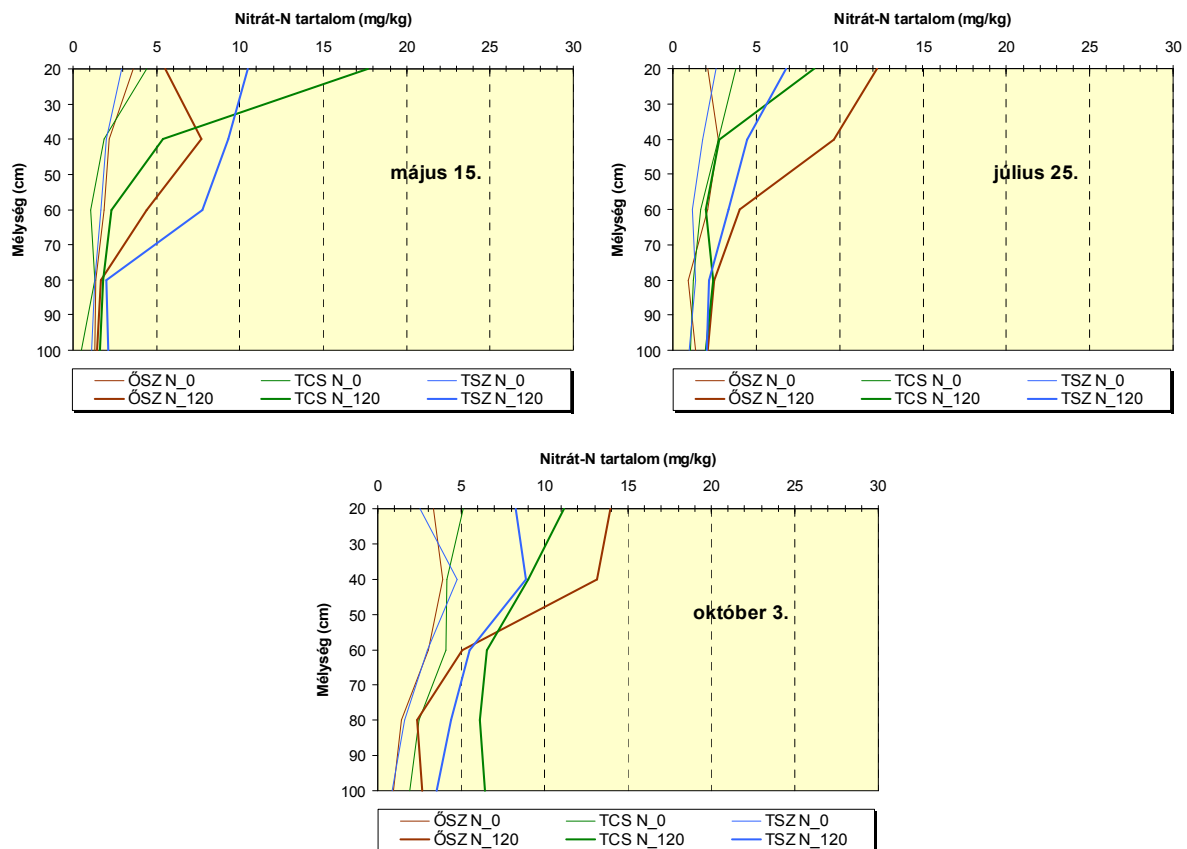 Nitrát-N tartalom (mg/kg)
0 5 10 15 20 25 30
20
30
40
50
60
70
80
90
100
Mélység (cm)
május 15.
ŐSZ N_0 TCS N_0 TSZ N_0
ŐSZ N_120 TCS N_120 TSZ N_120
Nitrát-N tartalom (mg/kg)
0 5 10 15 20 25 30
20
30
40
50
60
70
80
90
100
Mélység (cm)
július 25.
ŐSZ N_0 TCS N_0 TSZ N_0
ŐSZ N_120 TCS N_120 TSZ N_120
Nitrát-N tartalom (mg/kg)
0 5 10 15 20 25 30
20
30
40
50
60
70
80
90
100
Mélység (cm)
október 3.
ŐSZ N_0 TCS N_0 TSZ N_0
ŐSZ N_120 TCS N_120 TSZ N_120